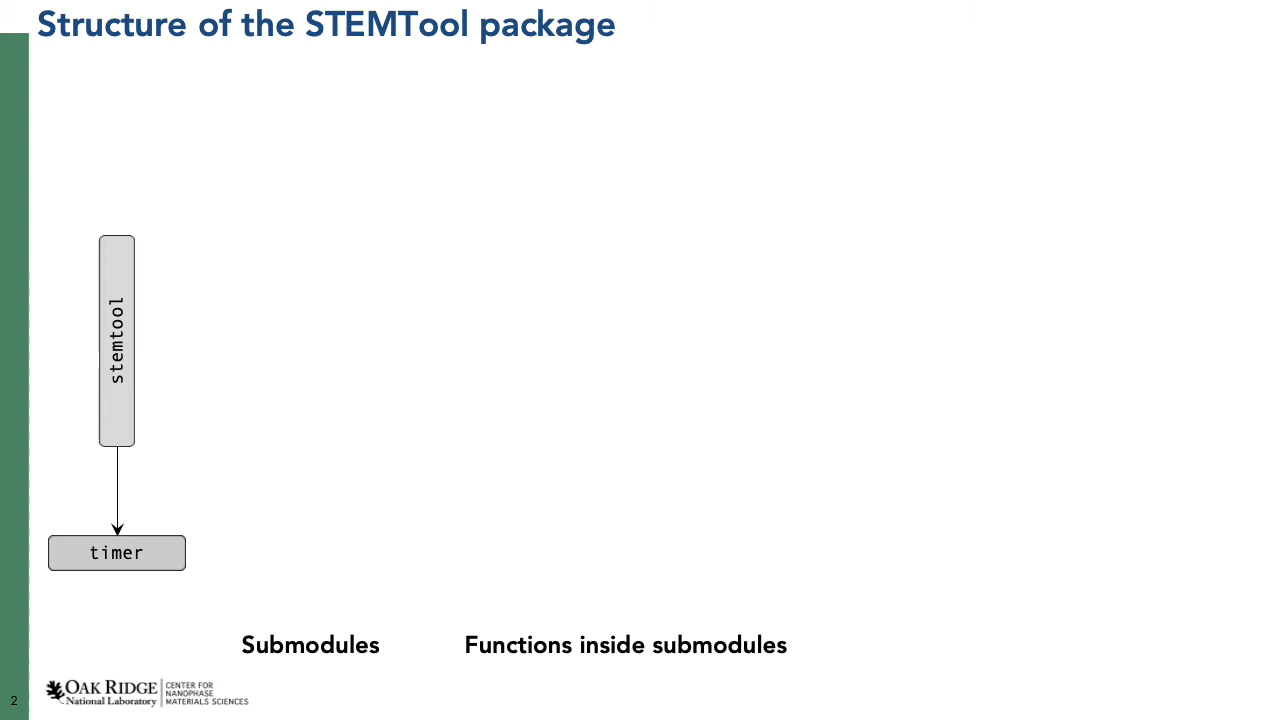 Structure of the STEMTool package
stemtool
timer
Submodules
Functions inside submodules
2
OAK RIDGE
National Laboratory
CENTER FOR
NANOPHASE
MATERIALS SCIENCES